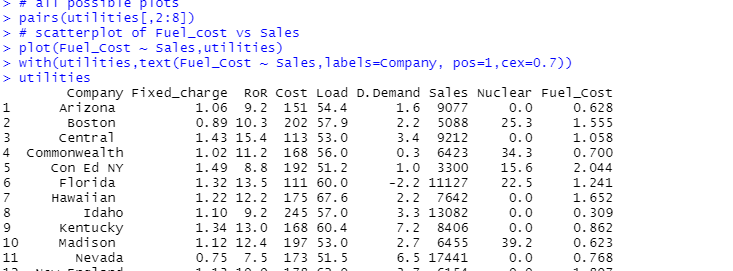 > # all possible plots
> pairs(utilities[,2:8])
> # scatterplot of Fuel_cost vs Sales
> plot(Fuel_Cost ~ Sales,utilities)
> with(utilities,text(Fuel_Cost ~ Sales,labels=Company, pos=1,cex=0.7))
> utilities
Company Fixed_charge RoR Cost Load D.Demand Sales Nuclear Fuel_Cost
1 Arizona 1.06 9.2 151 54.4 1.6 9077 0.0 0.628
2 Boston 0.89 10.3 202 57.9 2.2 5088 25.3 1.555
3 Central 1.43 15.4 113 53.0 3.4 9212 0.0 1.058
4 Commonwealth 1.02 11.2 168 56.0 0.3 6423 34.3 0.700
5 Con Ed NY 1.49 8.8 192 51.2 1.0 3300 15.6 2.044
6 Florida 1.32 13.5 111 60.0 -2.2 11127 22.5 1.241
7 Hawaiian 1.22 12.2 175 67.6 2.2 7642 0.0 1.652
8 Idaho 1.10 9.2 245 57.0 3.3 13082 0.0 0.309
9 Kentucky 1.34 13.0 168 60.4 7.2 8406 0.0 0.862
10 Madison 1.12 12.4 197 53.0 2.7 6455 39.2 0.623
11 Nevada 0.75 7.5 173 51.5 6.5 17441 0.0 0.768